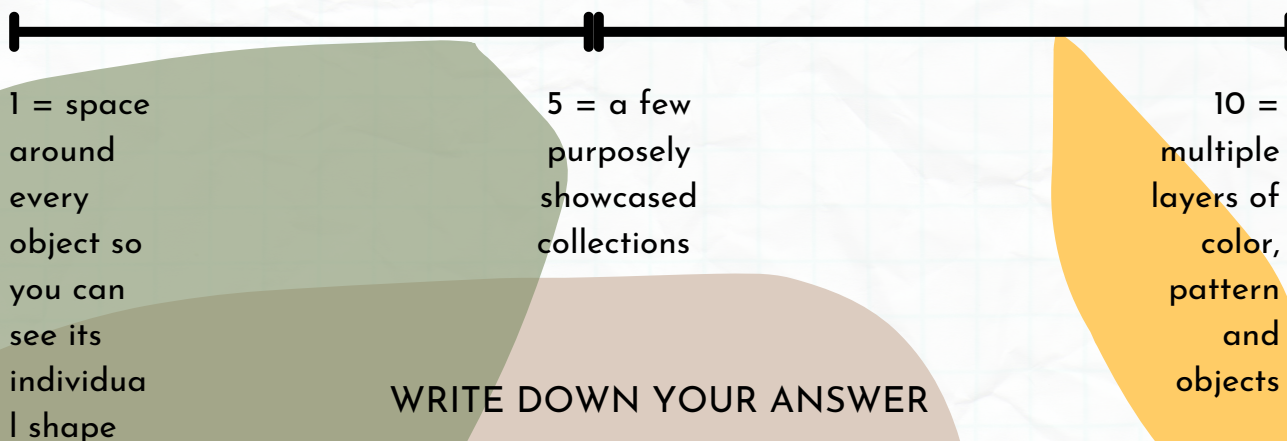 1 = space
around
every
object so
you can
see its
individua
l shape
5 = a few
purposely
showcased
collections
10 =
multiple
layers of
color,
pattern
and
objects
WRITE DOWN YOUR ANSWER